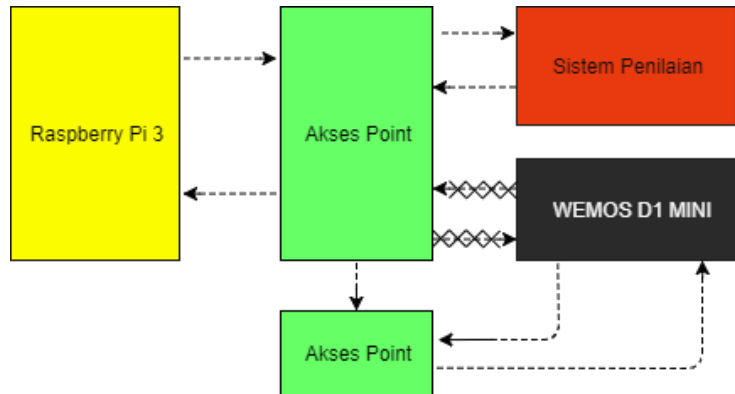 Sistem Penilaian
Raspberry Pi 3
Akses Point
WEMOS D1 MINI
Akses Point